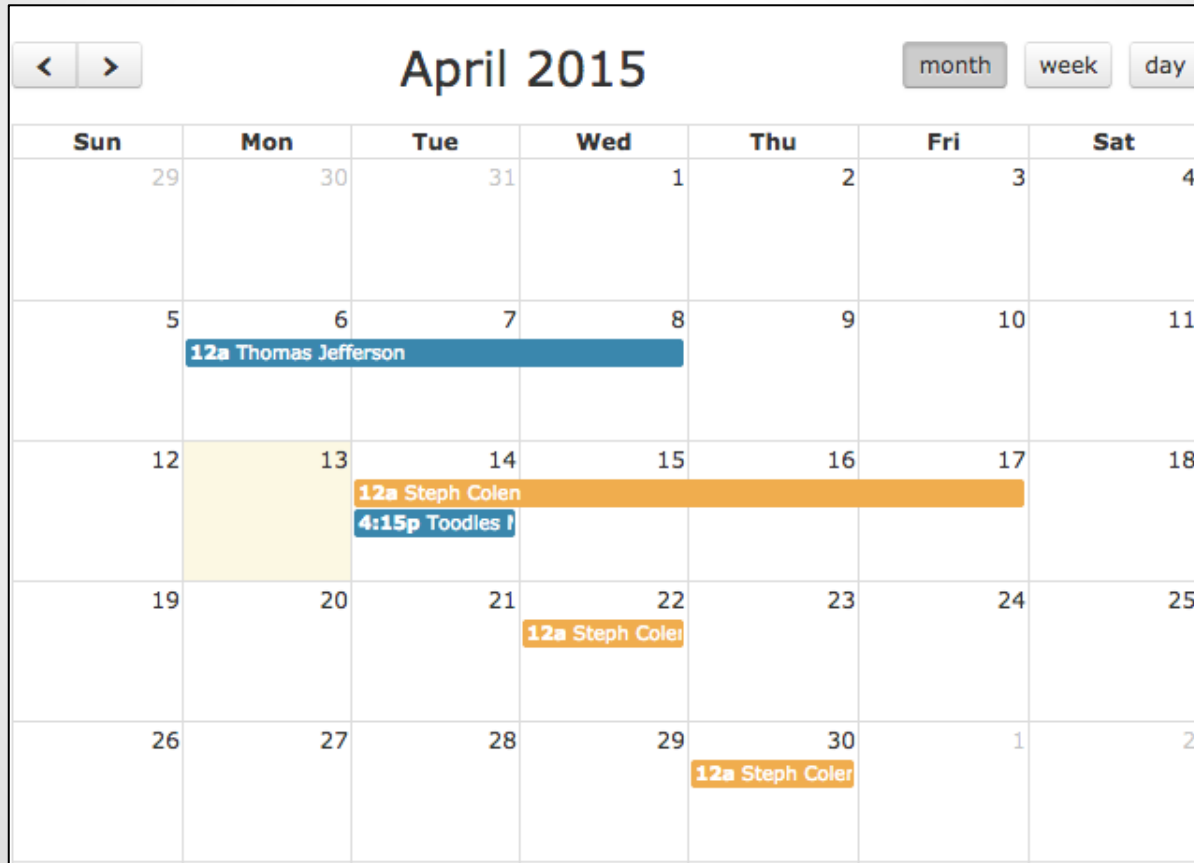 < > April 2015 month week day
Sun Mon Tue Wed Thu Fri Sat
29 30 31 1 2 3 4
5 6 7 8 9 10 11
12a Thomas Jefferson
12 13 14 15 16 17 18
12a Steph Colen
4:15p Toodles
19 20 21 22 23 24 25
12a Steph Coler
26 27 28 29 30 1 2
12a Steph Coler